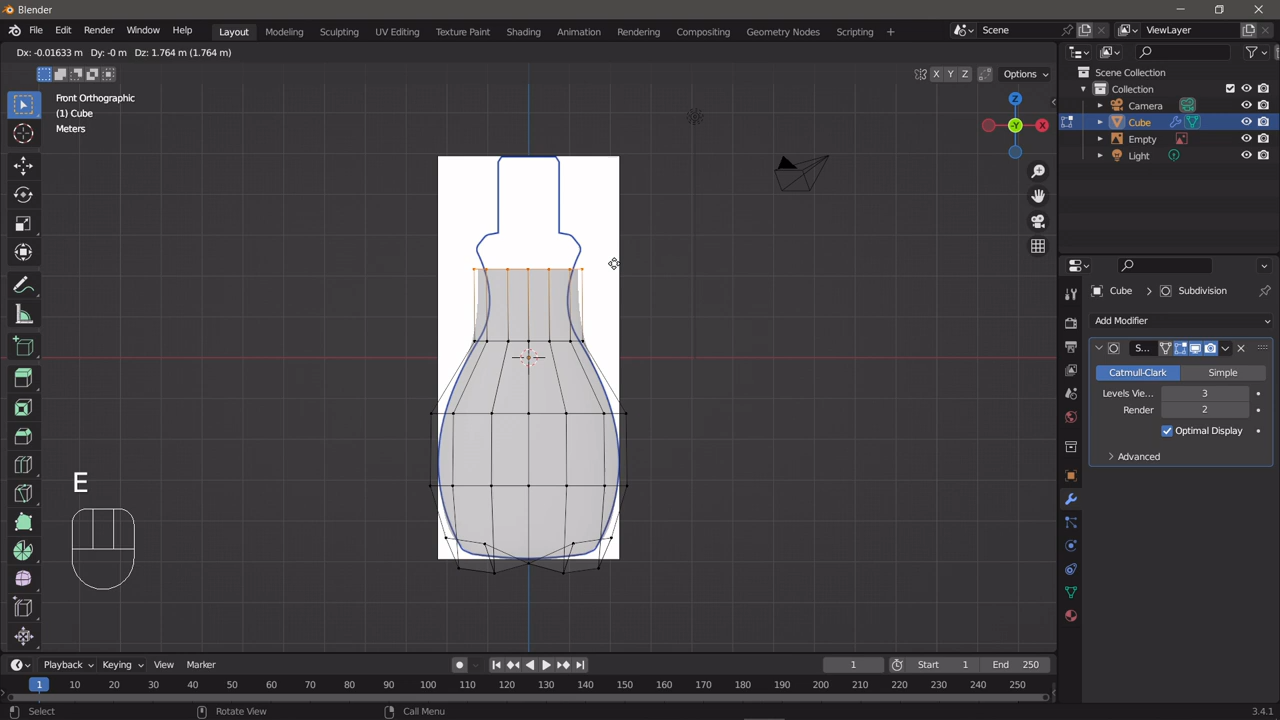 Blender
File Edit Render Window Help Layout Modeling Sculpting UV Editing Texture Paint Shading Animation Rendering Compositing Geometry Nodes Scripting + Scene ViewLayer
Dx: -0.01633 m Dy: -0 m Dz: 1.764 m (1.764 m)
X Y Z Options
Scene Collection
Collection
Camera
Cube
Empty
Light
Front Orthographic
(1) Cube
Meters
Z
-Y
X
Cube > Subdivision
Add Modifier
S...
Catmull-Clark Simple
Levels Vie... 3
Render 2
Optimal Display
Advanced
E
Playback Keying View Marker 1 Start 1 End 250
1 10 20 30 40 50 60 70 80 90 100 110 120 130 140 150 160 170 180 190 200 210 220 230 240 250
Select Rotate View Call Menu 3.4.1